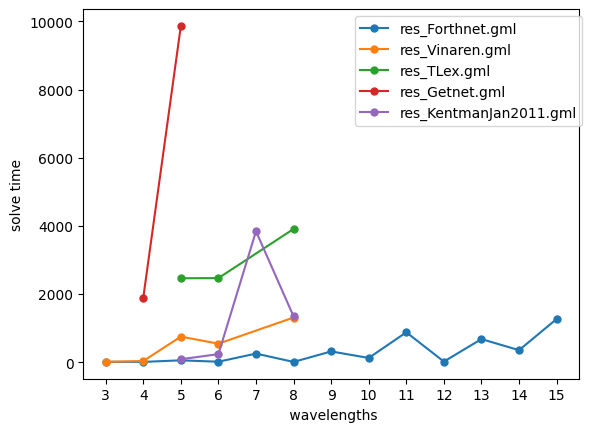 10000
8000
6000
4000
2000
0
solve time
res_Forthnet.gml
res_Vinaren.gml
res_TLex.gml
res_Getnet.gml
res_KentmanJan2011.gml
3 4 5 6 7 8 9 10 11 12 13 14 15
wavelengths